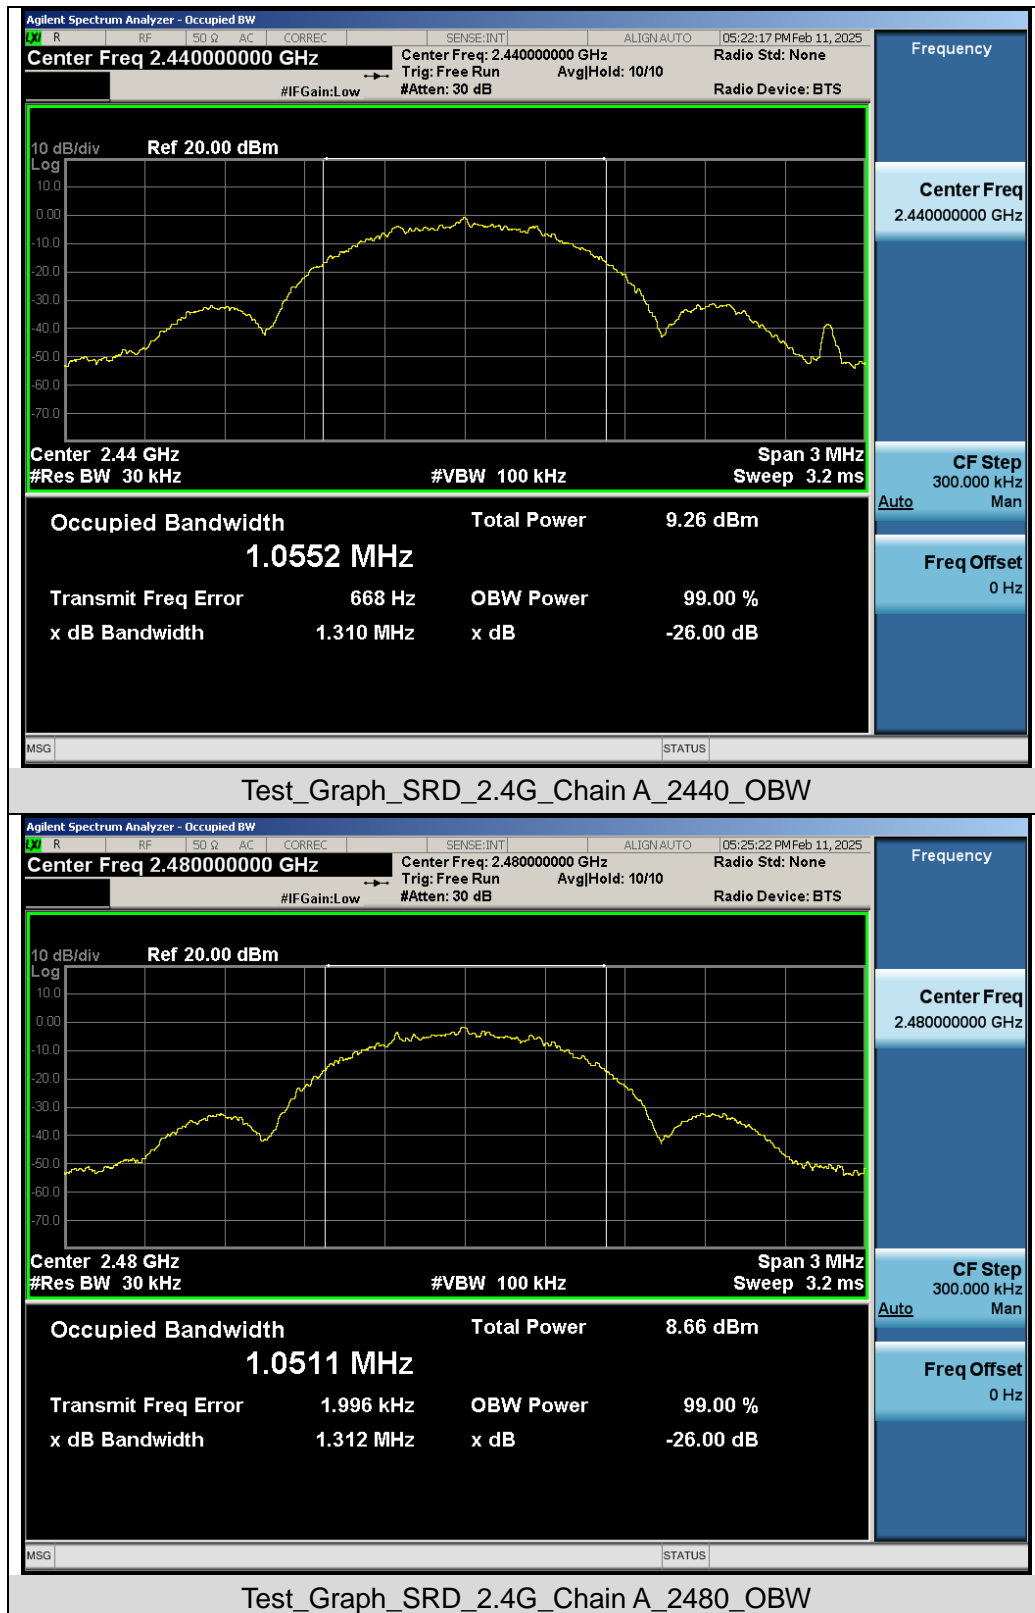 Agilent Spectrum Analyzer - Occupied BW
LXI R RF 50 Ω AC CORREC SENSE:INT ALIGN AUTO 05:22:17 PM Feb 11, 2025
Center Freq 2.440000000 GHz Center Freq: 2.440000000 GHz Radio Std: None Frequency
Trig: Free Run Avg|Hold: 10/10
#IFGain:Low #Atten: 30 dB Radio Device: BTS
10 dB/div Ref 20.00 dBm
Log
10.0
0.00
-10.0
-20.0
-30.0
-40.0
-50.0
-60.0
-70.0
Center Freq
2.440000000 GHz
Center 2.44 GHz Span 3 MHz
#Res BW 30 kHz #VBW 100 kHz Sweep 3.2 ms
CF Step
300.000 kHz
Auto Man
Occupied Bandwidth Total Power 9.26 dBm
1.0552 MHz
Freq Offset
0 Hz
Transmit Freq Error 668 Hz OBW Power 99.00 %
x dB Bandwidth 1.310 MHz x dB -26.00 dB
MSG STATUS
Test_Graph_SRD_2.4G_Chain A_2440_OBW
Agilent Spectrum Analyzer - Occupied BW
LXI R RF 50 Ω AC CORREC SENSE:INT ALIGN AUTO 05:25:22 PM Feb 11, 2025
Center Freq 2.480000000 GHz Center Freq: 2.480000000 GHz Radio Std: None Frequency
Trig: Free Run Avg|Hold: 10/10
#IFGain:Low #Atten: 30 dB Radio Device: BTS
10 dB/div Ref 20.00 dBm
Log
10.0
0.00
-10.0
-20.0
-30.0
-40.0
-50.0
-60.0
-70.0
Center Freq
2.480000000 GHz
Center 2.48 GHz Span 3 MHz
#Res BW 30 kHz #VBW 100 kHz Sweep 3.2 ms
CF Step
300.000 kHz
Auto Man
Occupied Bandwidth Total Power 8.66 dBm
1.0511 MHz
Freq Offset
0 Hz
Transmit Freq Error 1.996 kHz OBW Power 99.00 %
x dB Bandwidth 1.312 MHz x dB -26.00 dB
MSG STATUS
Test_Graph_SRD_2.4G_Chain A_2480_OBW